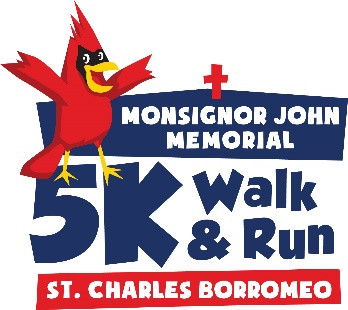 MONSIGNOR JOHN
MEMORIAL
5K Walk
& Run
ST. CHARLES BORROMEO